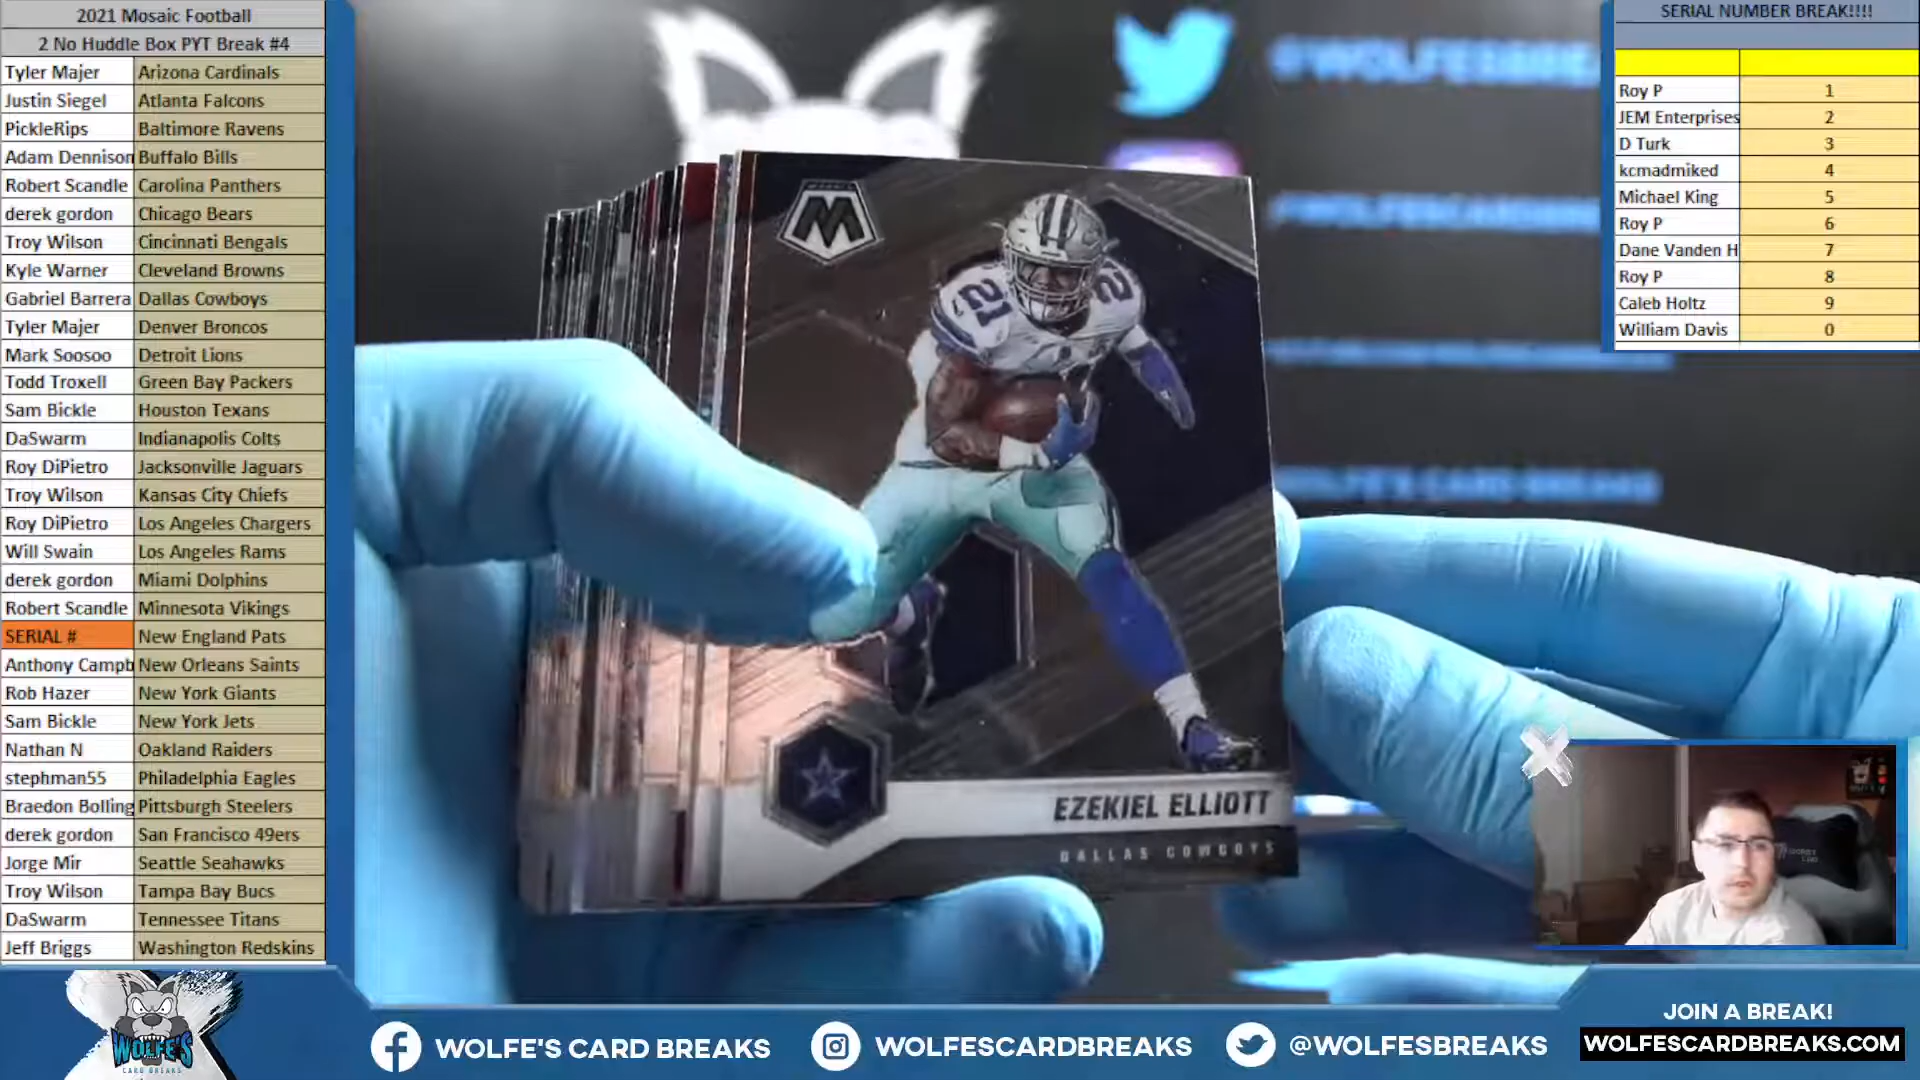 2021 Mosaic Football
2 No Huddle Box PYT Break #4
Tyler Majer Arizona Cardinals
Justin Siegel Atlanta Falcons
PickleRips Baltimore Ravens
Adam Dennison Buffalo Bills
Robert Scandle Carolina Panthers
derek gordon Chicago Bears
Troy Wilson Cincinnati Bengals
Kyle Warner Cleveland Browns
Gabriel Barrera Dallas Cowboys
Tyler Majer Denver Broncos
Mark Soosoo Detroit Lions
Todd Troxell Green Bay Packers
Sam Bickle Houston Texans
DaSwarm Indianapolis Colts
Roy DiPietro Jacksonville Jaguars
Troy Wilson Kansas City Chiefs
Roy DiPietro Los Angeles Chargers
Will Swain Los Angeles Rams
derek gordon Miami Dolphins
Robert Scandle Minnesota Vikings
SERIAL # New England Pats
Anthony Campb New Orleans Saints
Rob Hazer New York Giants
Sam Bickle New York Jets
Nathan N Oakland Raiders
stephman55 Philadelphia Eagles
Braedon Bolling Pittsburgh Steelers
derek gordon San Francisco 49ers
Jorge Mir Seattle Seahawks
Troy Wilson Tampa Bay Bucs
DaSwarm Tennessee Titans
Jeff Briggs Washington Redskins
SERIAL NUMBER BREAK!!!!
Roy P 1
JEM Enterprises 2
D Turk 3
kcmadmiked 4
Michael King 5
Roy P 6
Dane Vanden H 7
Roy P 8
Caleb Holtz 9
William Davis 0
@WOLFESBREA
WOLFE'S CARD BREAKS
M
21
2
EZEKIEL ELLIOTT
DALLAS COWBOYS
WOLFE'S
CARD BREAKS
WOLFE'S CARD BREAKS
WOLFESCARDBREAKS
@WOLFESBREAKS
JOIN A BREAK!
WOLFESCARDBREAKS.COM